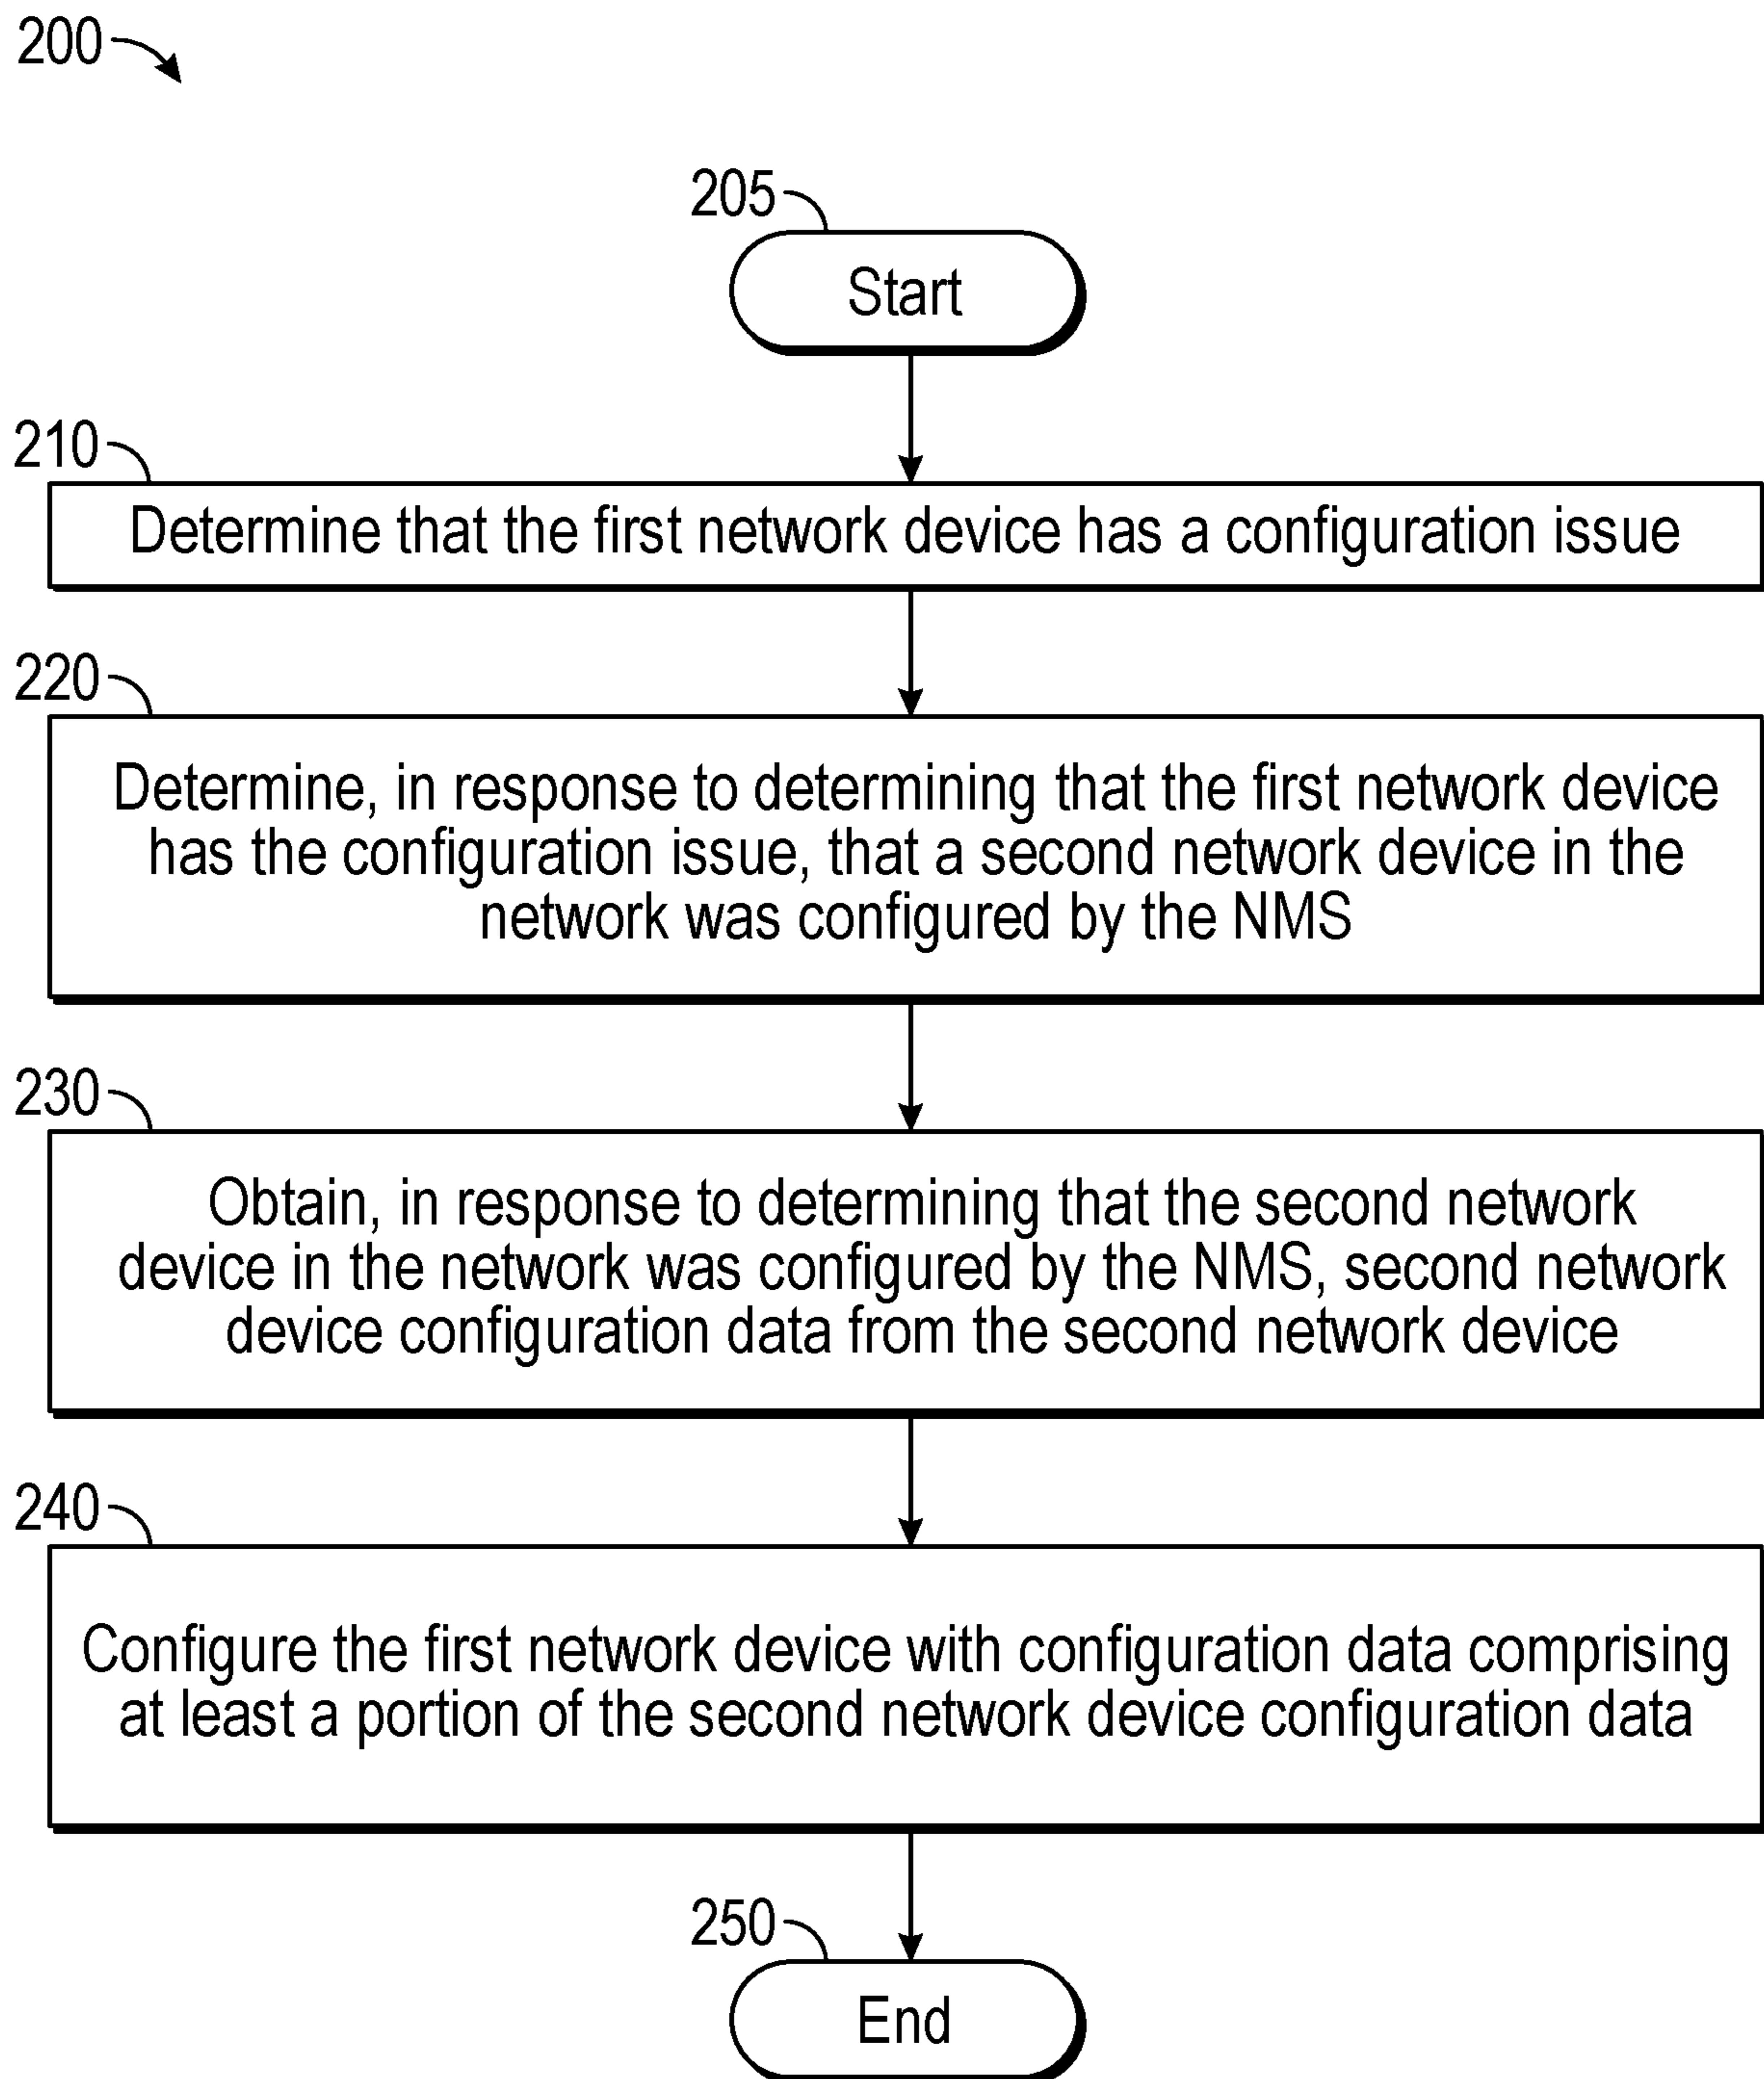 200
205
Start
210
Determine that the first network device has a configuration issue
220
Determine, in response to determining that the first network device
has the configuration issue, that a second network device in the
network was configured by the NMS
230
Obtain, in response to determining that the second network
device in the network was configured by the NMS, second network
device configuration data from the second network device
240
Configure the first network device with configuration data comprising
at least a portion of the second network device configuration data
250
End